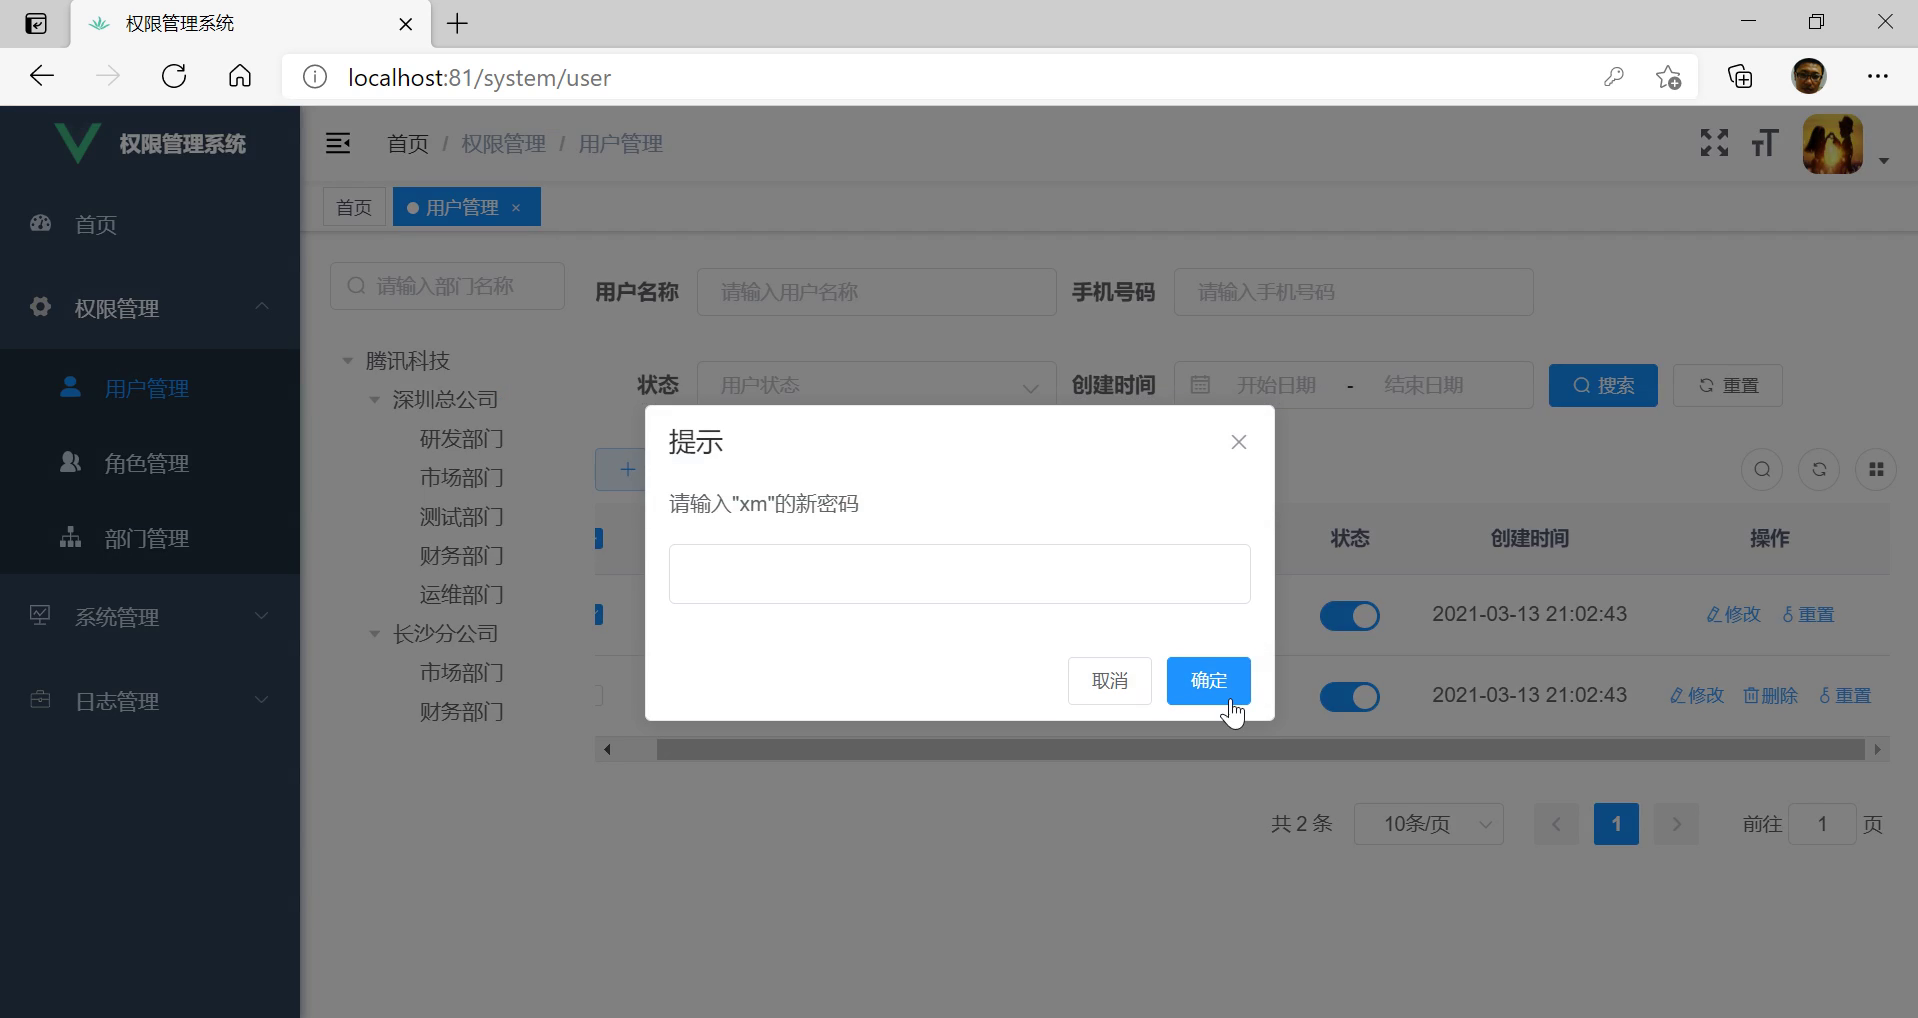 权限管理系统
localhost:81/system/user
权限管理系统
首页 / 权限管理 / 用户管理
首页
用户管理
首页
权限管理
用户管理
角色管理
部门管理
系统管理
日志管理
请输入部门名称
腾讯科技
深圳总公司
研发部门
市场部门
测试部门
财务部门
运维部门
长沙分公司
市场部门
财务部门
用户名称 请输入用户名称 手机号码 请输入手机号码
状态 用户状态 创建时间 开始日期 - 结束日期 搜索 重置
提示
请输入"xm"的新密码
取消 确定
状态 创建时间 操作
2021-03-13 21:02:43 修改 重置
2021-03-13 21:02:43 修改 删除 重置
共 2 条 10条/页 1 前往 1 页